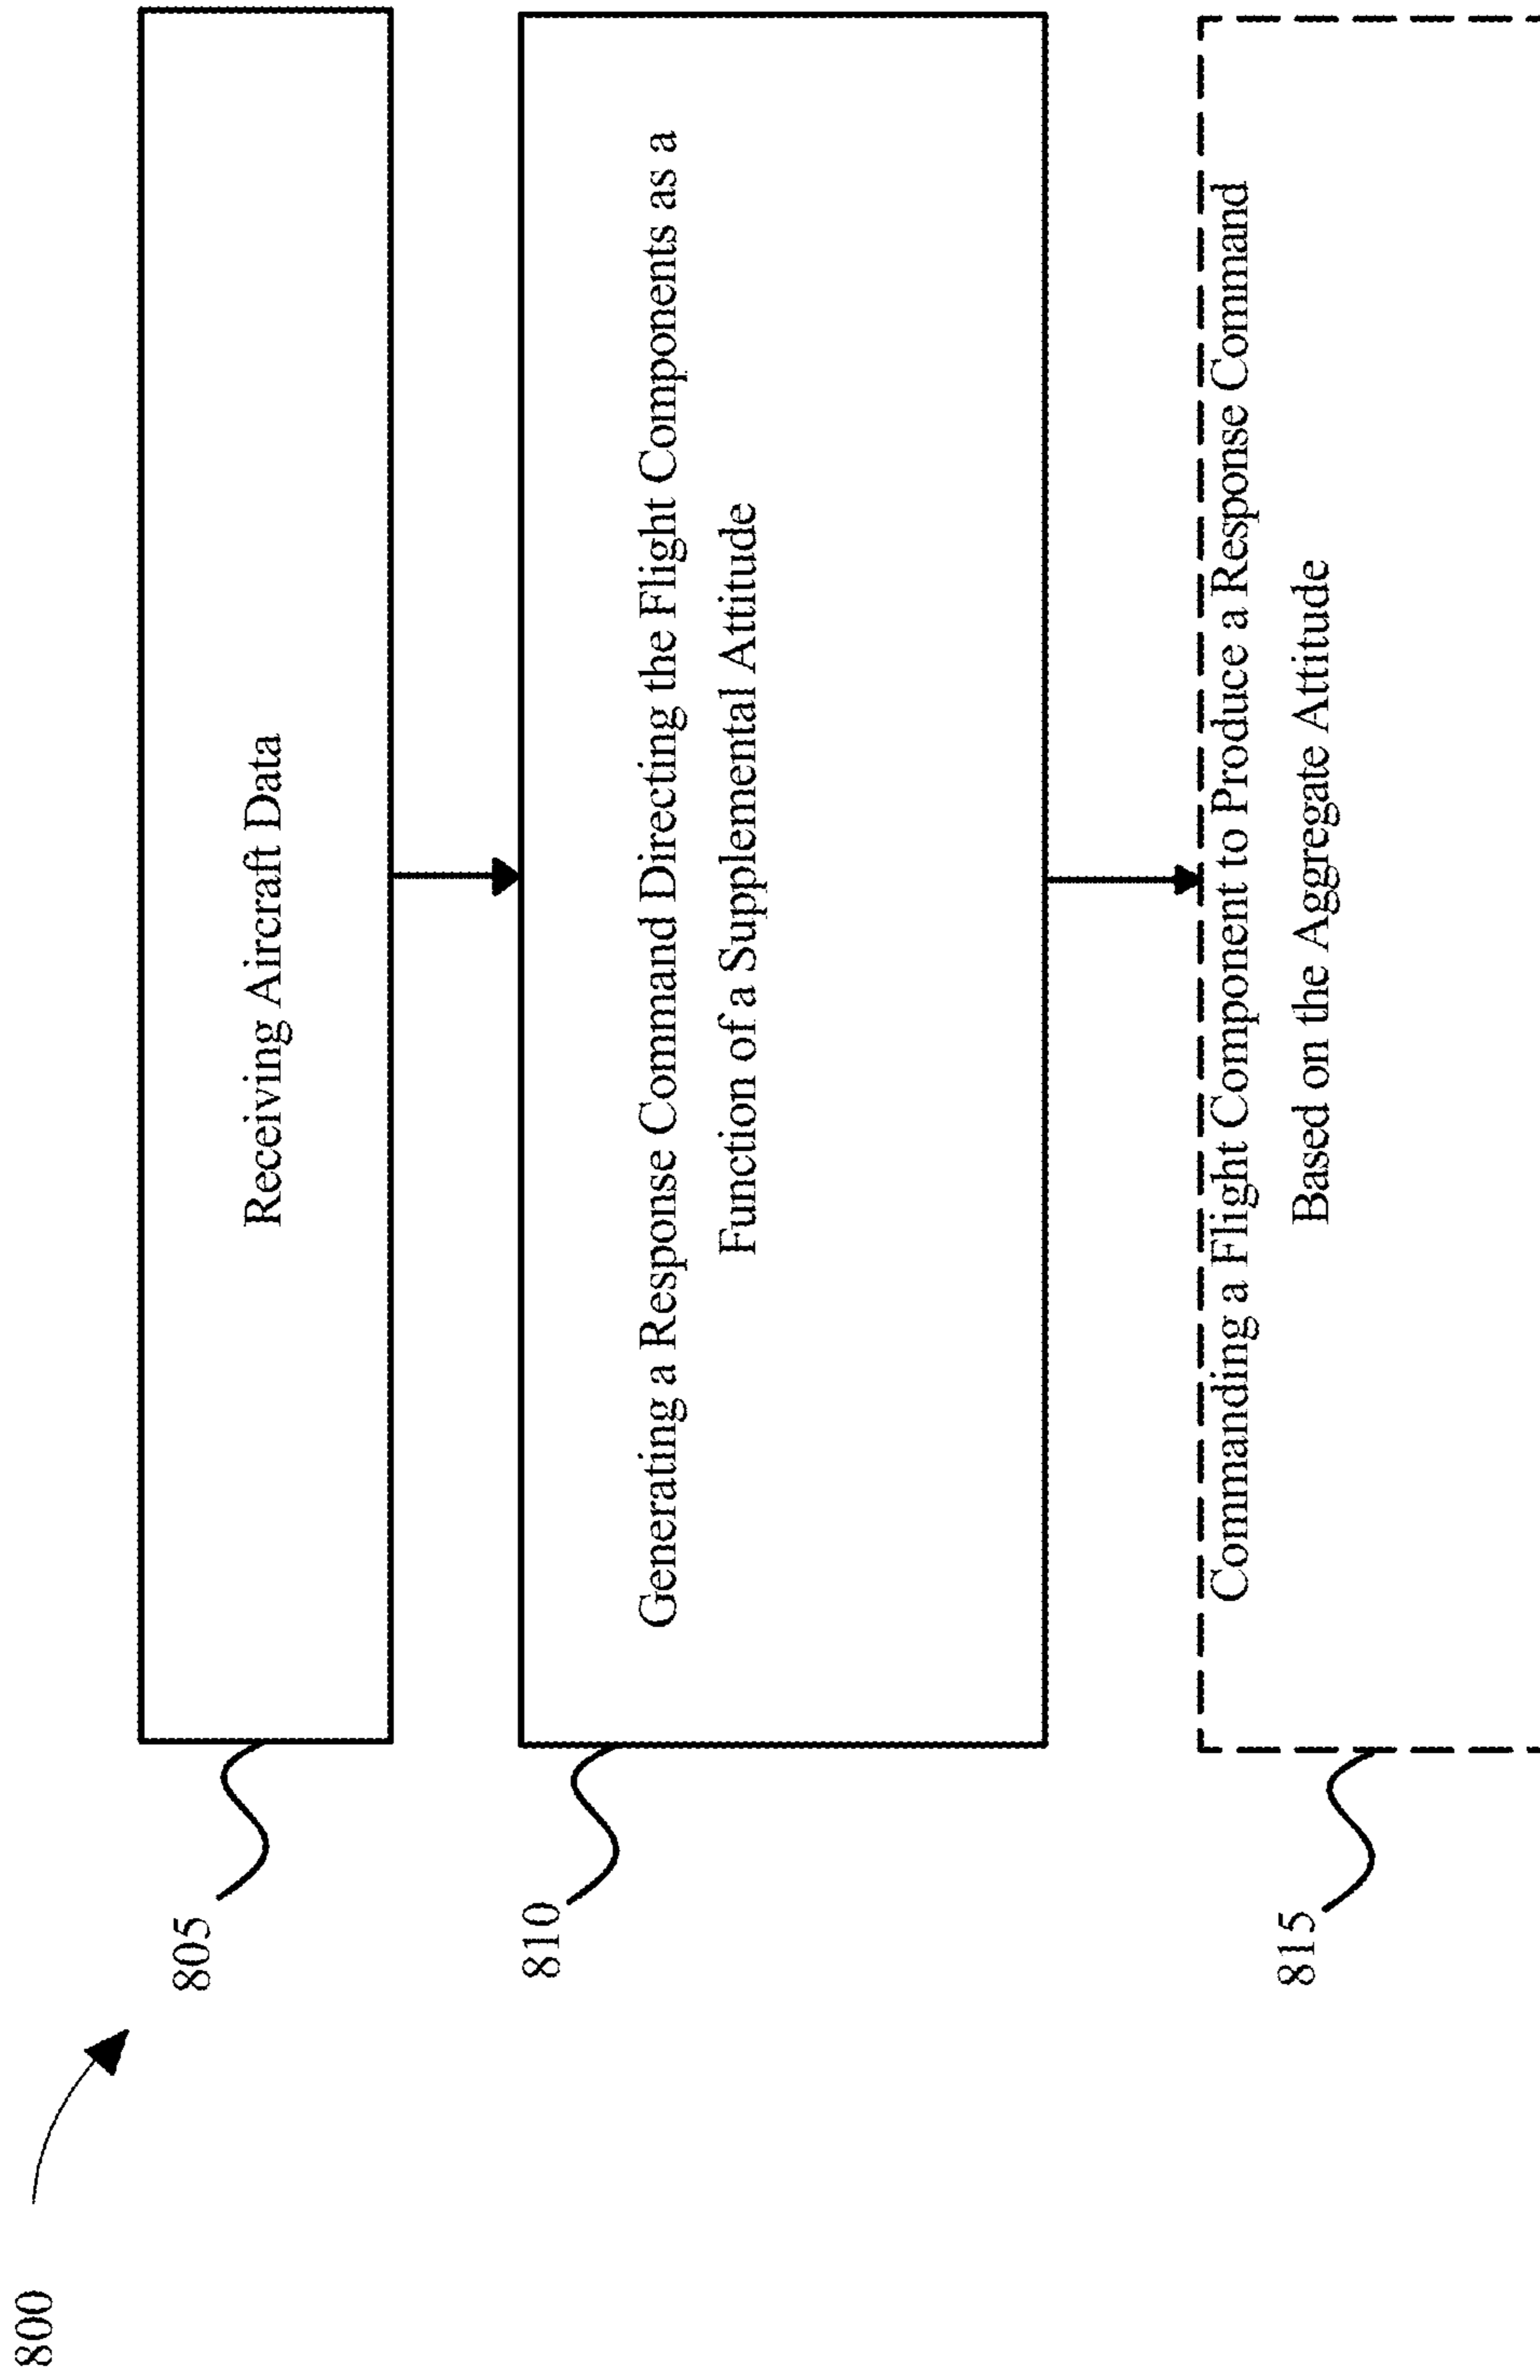 800
805
Receiving Aircraft Data
810
Generating a Response Command Directing the Flight Components as a
Function of a Supplemental Attitude
815
Commanding a Flight Component to Produce a Response Command
Based on the Aggregate Attitude